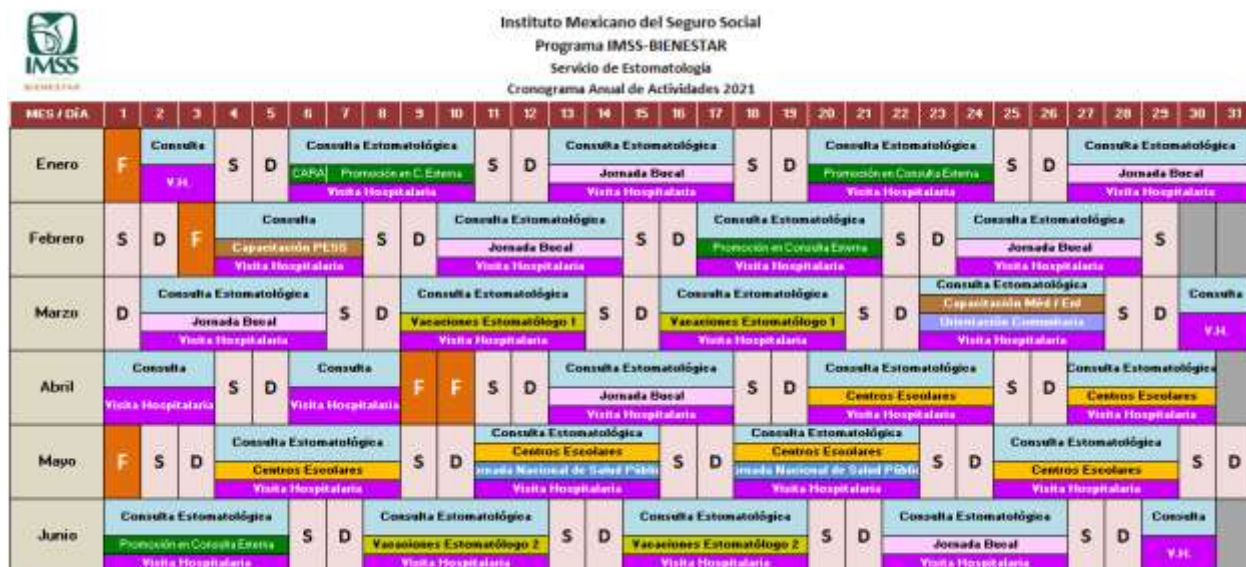 IMSS
BIENESTAR
Instituto Mexicano del Seguro Social
Programa IMSS-BIENESTAR
Servicio de Estomatología
Cronograma Anual de Actividades 2021
MES / DÍA 1 2 3 4 5 6 7 8 9 10 11 12 13 14 15 16 17 18 19 20 21 22 23 24 25 26 27 28 29 30 31
Enero F Consulta S D Consulta Estomatológica S D Consulta Estomatológica S D Consulta Estomatológica S D Consulta Estomatológica
CARA Promoción en C. Externa Jornada Bucal Promoción en Consulta Externa Jornada Bucal
V.H. Visita Hospitalaria Visita Hospitalaria Visita Hospitalaria Visita Hospitalaria
Febrero S D F Consulta S D Consulta Estomatológica S D Consulta Estomatológica S D Consulta Estomatológica S
Capacitación PESS Jornada Bucal Promoción en Consulta Externa Jornada Bucal
Visita Hospitalaria Visita Hospitalaria Visita Hospitalaria Visita Hospitalaria
Marzo D Consulta Estomatológica S D Consulta Estomatológica S D Consulta Estomatológica S D Consulta Estomatológica S D Consulta
Capacitación Méd / Enf
Jornada Bucal Vacaciones Estomatólogo 1 Vacaciones Estomatólogo 1 Orientación Comunitaria
Visita Hospitalaria Visita Hospitalaria Visita Hospitalaria Visita Hospitalaria V.H.
Abril Consulta S D Consulta F F S D Consulta Estomatológica S D Consulta Estomatológica S D Consulta Estomatológica
Jornada Bucal Centros Escolares Centros Escolares
Visita Hospitalaria Visita Hospitalaria Visita Hospitalaria Visita Hospitalaria Visita Hospitalaria
Mayo F S D Consulta Estomatológica S D Consulta Estomatológica S D Consulta Estomatológica S D Consulta Estomatológica S D
Centros Escolares Centros Escolares
Centros Escolares Jornada Nacional de Salud Públic Jornada Nacional de Salud Públic Centros Escolares
Visita Hospitalaria Visita Hospitalaria Visita Hospitalaria Visita Hospitalaria
Junio Consulta Estomatológica S D Consulta Estomatológica S D Consulta Estomatológica S D Consulta Estomatológica S D Consulta
Promoción en Consulta Externa Vacaciones Estomatólogo 2 Vacaciones Estomatólogo 2 Jornada Bucal
Visita Hospitalaria Visita Hospitalaria Visita Hospitalaria Visita Hospitalaria V.H.